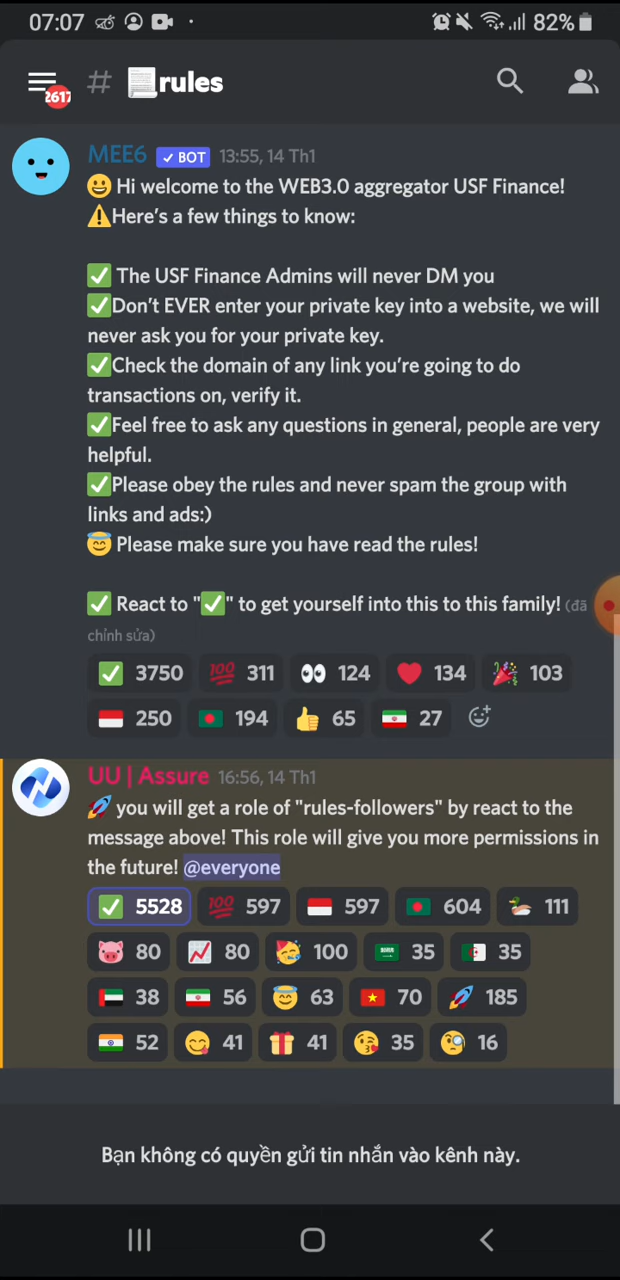 07:07 82%
2617 # 📃rules
MEE6 ✓ BOT 13:55, 14 Th1
😀 Hi welcome to the WEB3.0 aggregator USF Finance!
⚠️Here's a few things to know:
✅ The USF Finance Admins will never DM you
✅Don't EVER enter your private key into a website, we will
never ask you for your private key.
✅Check the domain of any link you're going to do
transactions on, verify it.
✅Feel free to ask any questions in general, people are very
helpful.
✅Please obey the rules and never spam the group with
links and ads:)
😇 Please make sure you have read the rules!
✅ React to "✅" to get yourself into this to this family! (đã
chỉnh sửa)
✅ 3750 💯 311 👀 124 ❤️ 134 🎉 103
🇮🇩 250 🇧🇩 194 👍 65 🇮🇷 27
UU | Assure 16:56, 14 Th1
🚀 you will get a role of "rules-followers" by react to the
message above! This role will give you more permissions in
the future! @everyone
✅ 5528 💯 597 🇮🇩 597 🇧🇩 604 🦆 111
🐷 80 📈 80 🥳 100 🇸🇦 35 🇩🇿 35
🇦🇪 38 🇮🇷 56 😇 63 🇻🇳 70 🚀 185
🇮🇳 52 😋 41 🎁 41 😘 35 🧐 16
Bạn không có quyền gửi tin nhắn vào kênh này.